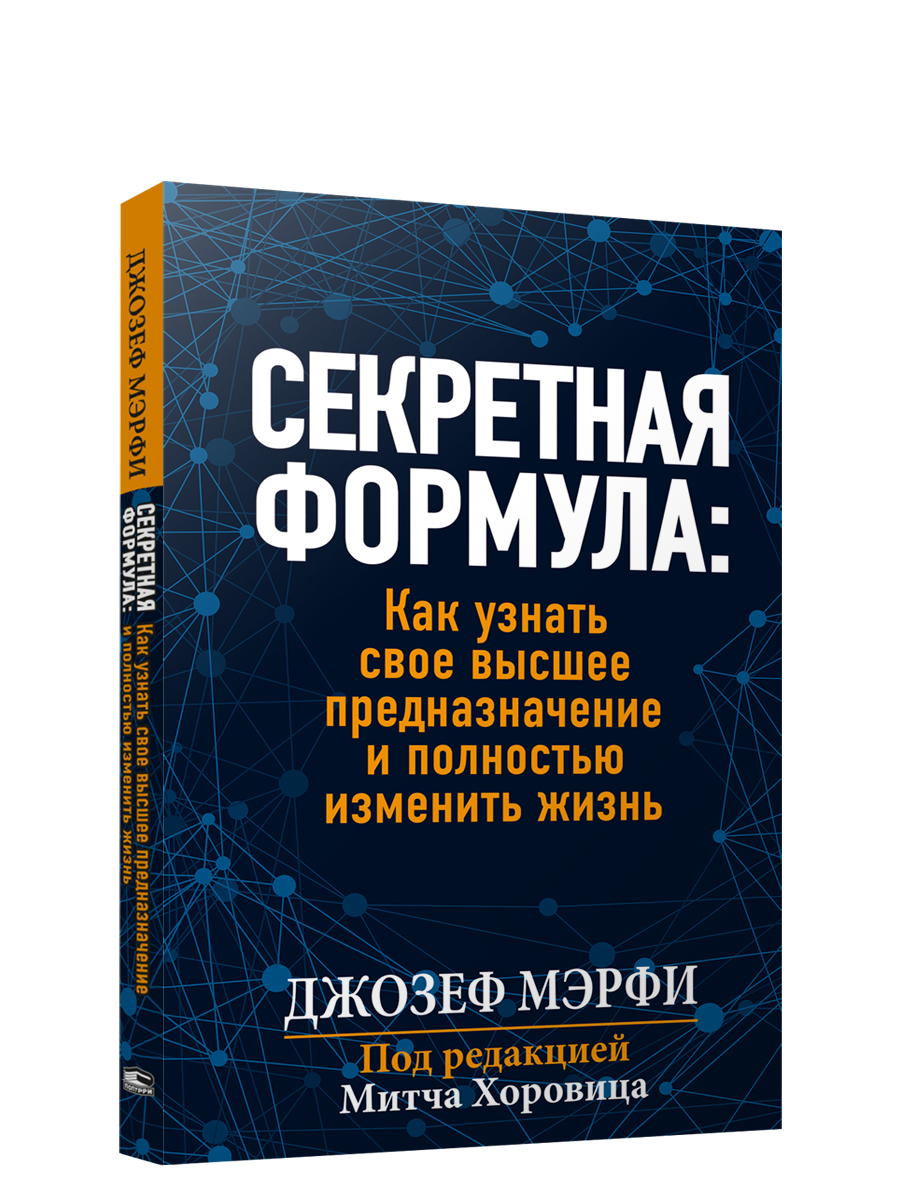 СЕКРЕТНАЯ
ФОРМУЛА:
Как узнать
свое высшее
предназначение
и полностью
изменить жизнь
ДЖОЗЕФ МЭРФИ
Под редакцией
Митча Хоровица
ДЖОЗЕФ МЭРФИ
СЕКРЕТНАЯ
ФОРМУЛА:
Как узнать свое высшее предназначение
и полностью изменить жизнь
ПОПУРРИ